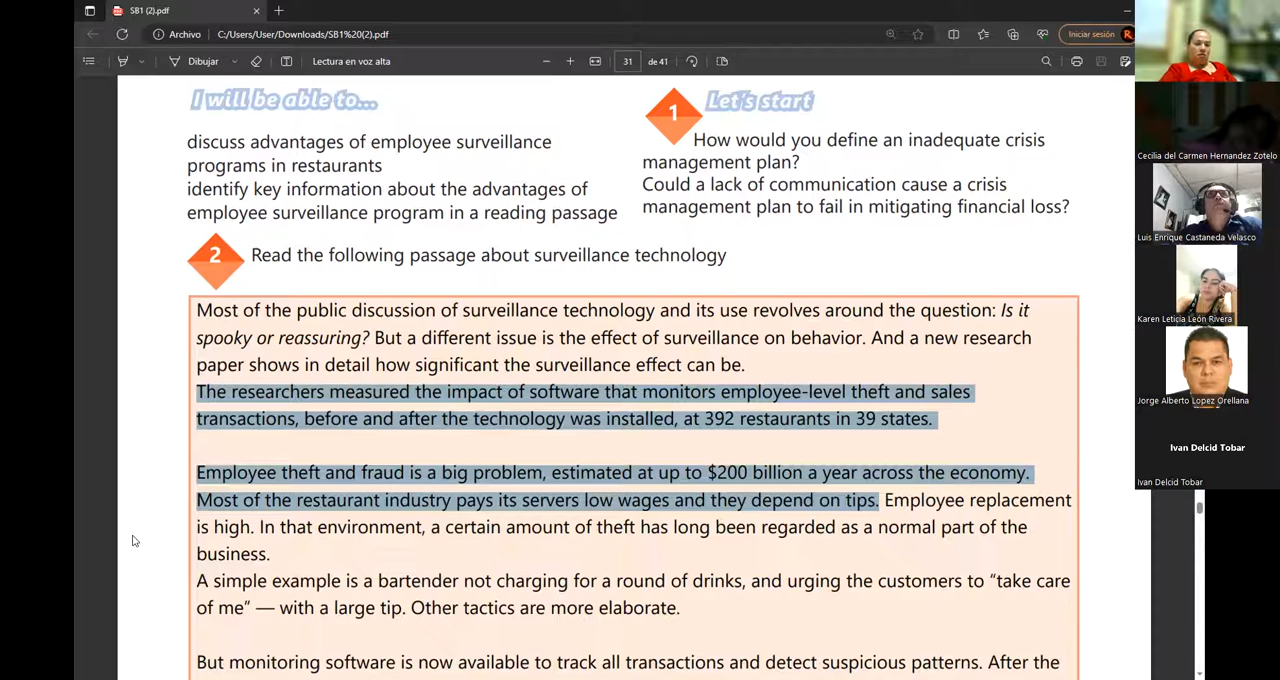 SB1 (2).pdf
Archivo
C:/Users/User/Downloads/SB1%20(2).pdf
Iniciar sesión
Dibujar
Lectura en voz alta
31
de 41
I will be able to...
discuss advantages of employee surveillance
programs in restaurants
identify key information about the advantages of
employee surveillance program in a reading passage
1
Let's start
How would you define an inadequate crisis
management plan?
Could a lack of communication cause a crisis
management plan to fail in mitigating financial loss?
2
Read the following passage about surveillance technology
Most of the public discussion of surveillance technology and its use revolves around the question: Is it
spooky or reassuring? But a different issue is the effect of surveillance on behavior. And a new research
paper shows in detail how significant the surveillance effect can be.
The researchers measured the impact of software that monitors employee-level theft and sales
transactions, before and after the technology was installed, at 392 restaurants in 39 states.
Employee theft and fraud is a big problem, estimated at up to $200 billion a year across the economy.
Most of the restaurant industry pays its servers low wages and they depend on tips. Employee replacement
is high. In that environment, a certain amount of theft has long been regarded as a normal part of the
business.
A simple example is a bartender not charging for a round of drinks, and urging the customers to “take care
of me” — with a large tip. Other tactics are more elaborate.
But monitoring software is now available to track all transactions and detect suspicious patterns. After the
Cecilia del Carmen Hernandez Zotelo
Luis Enrique Castaneda Velasco
Karen Leticia León Rivera
Jorge Alberto Lopez Orellana
Ivan Delcid Tobar
Ivan Delcid Tobar